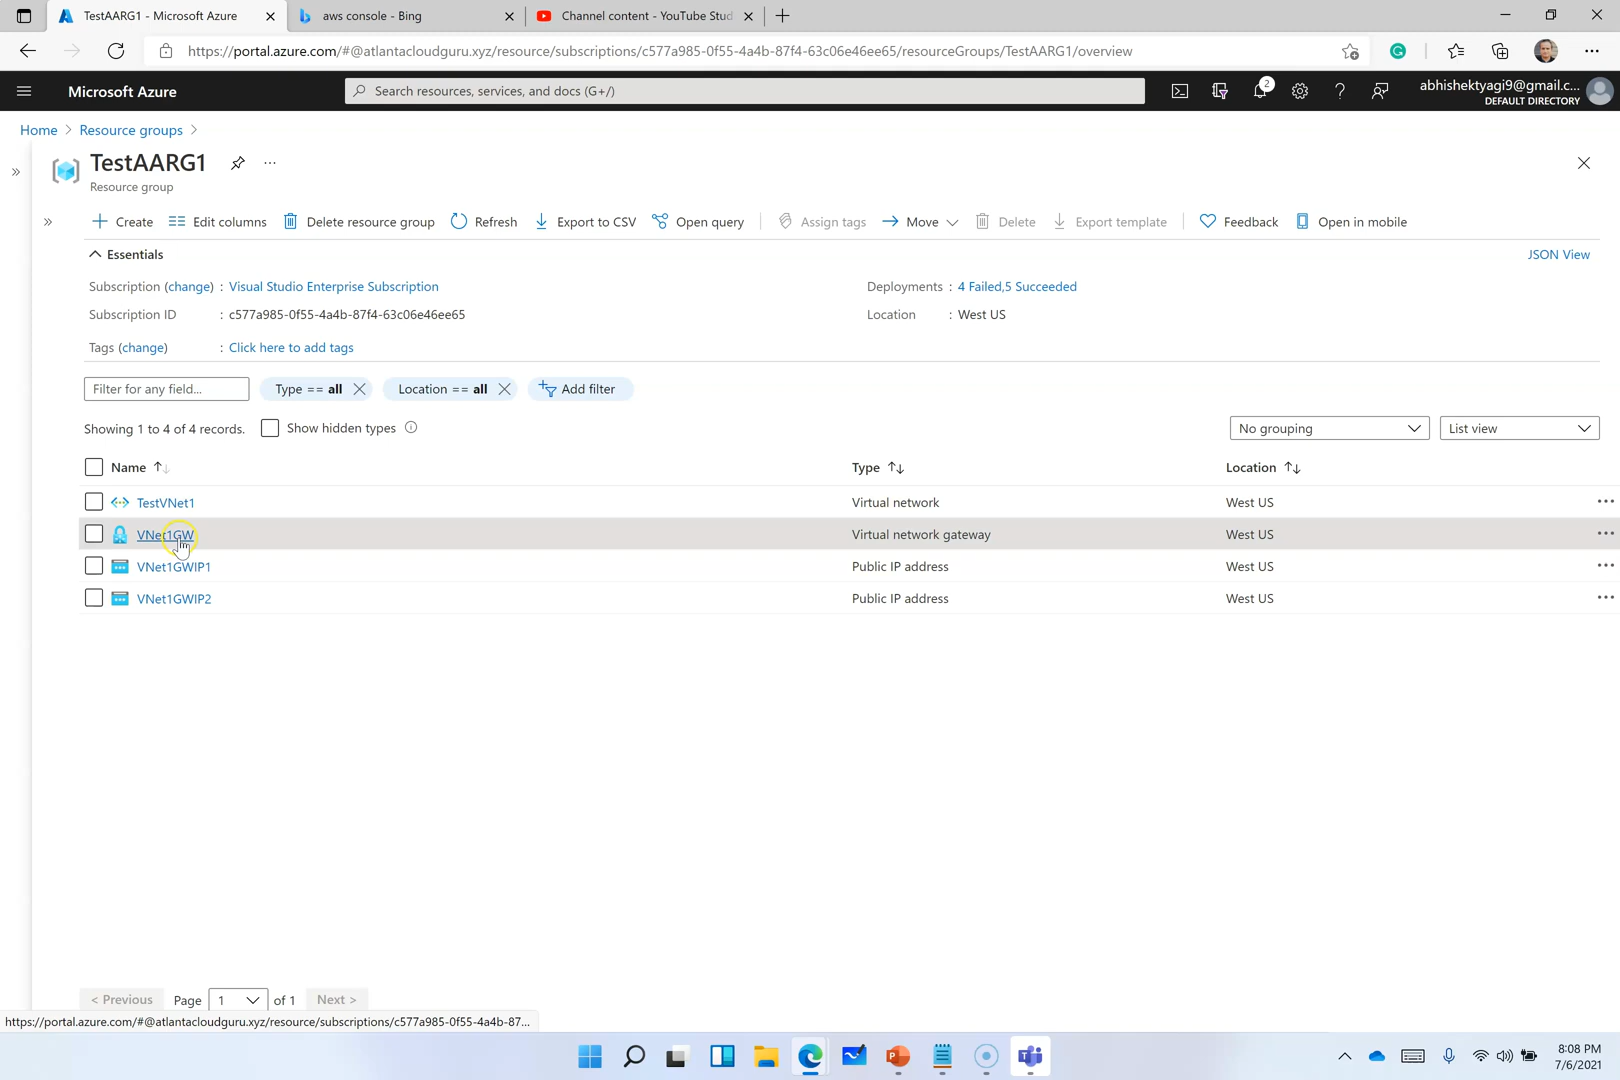 TestAARG1 - Microsoft Azure
aws console - Bing
Channel content - YouTube Stud
https://portal.azure.com/#@atlantacloudguru.xyz/resource/subscriptions/c577a985-0f55-4a4b-87f4-63c06e46ee65/resourceGroups/TestAARG1/overview
Microsoft Azure
Search resources, services, and docs (G+/)
2
abhishektyagi9@gmail.c...
DEFAULT DIRECTORY
Home > Resource groups >
TestAARG1
Resource group
Create
Edit columns
Delete resource group
Refresh
Export to CSV
Open query
Assign tags
Move
Delete
Export template
Feedback
Open in mobile
Essentials
JSON View
Subscription (change) : Visual Studio Enterprise Subscription
Deployments : 4 Failed,5 Succeeded
Subscription ID : c577a985-0f55-4a4b-87f4-63c06e46ee65
Location : West US
Tags (change) : Click here to add tags
Filter for any field...
Type == all
Location == all
Add filter
Showing 1 to 4 of 4 records.
Show hidden types
No grouping
List view
Name
Type
Location
TestVNet1 Virtual network West US
VNet1GW Virtual network gateway West US
VNet1GWIP1 Public IP address West US
VNet1GWIP2 Public IP address West US
< Previous Page 1 of 1 Next >
https://portal.azure.com/#@atlantacloudguru.xyz/resource/subscriptions/c577a985-0f55-4a4b-87...
8:08 PM
7/6/2021